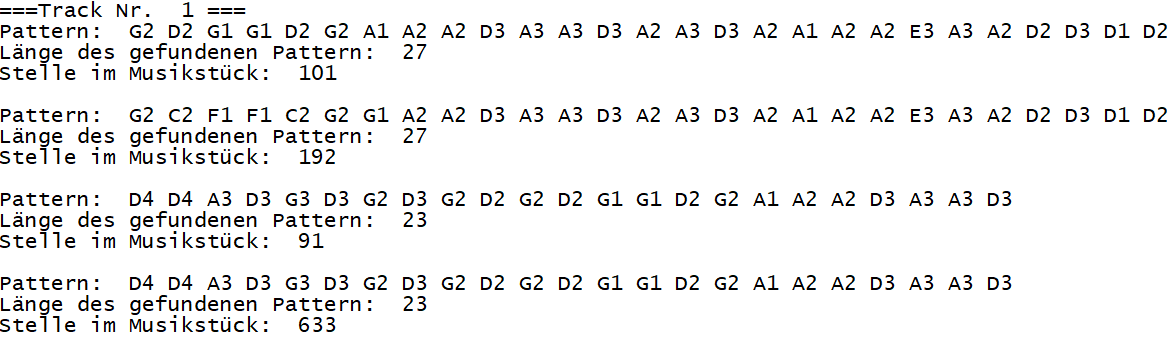 ===Track Nr.  1 ===
Pattern:  G2 D2 G1 G1 D2 G2 A1 A2 A2 D3 A3 A3 D3 A2 A3 D3 A2 A1 A2 A2 E3 A3 A2 D2 D3 D1 D2
Länge des gefundenen Pattern:  27
Stelle im Musikstück:  101

Pattern:  G2 C2 F1 F1 C2 G2 G1 A2 A2 D3 A3 A3 D3 A2 A3 D3 A2 A1 A2 A2 E3 A3 A2 D2 D3 D1 D2
Länge des gefundenen Pattern:  27
Stelle im Musikstück:  192

Pattern:  D4 D4 A3 D3 G3 D3 G2 D3 G2 D2 G2 D2 G1 G1 D2 G2 A1 A2 A2 D3 A3 A3 D3
Länge des gefundenen Pattern:  23
Stelle im Musikstück:  91

Pattern:  D4 D4 A3 D3 G3 D3 G2 D3 G2 D2 G2 D2 G1 G1 D2 G2 A1 A2 A2 D3 A3 A3 D3
Länge des gefundenen Pattern:  23
Stelle im Musikstück:  633